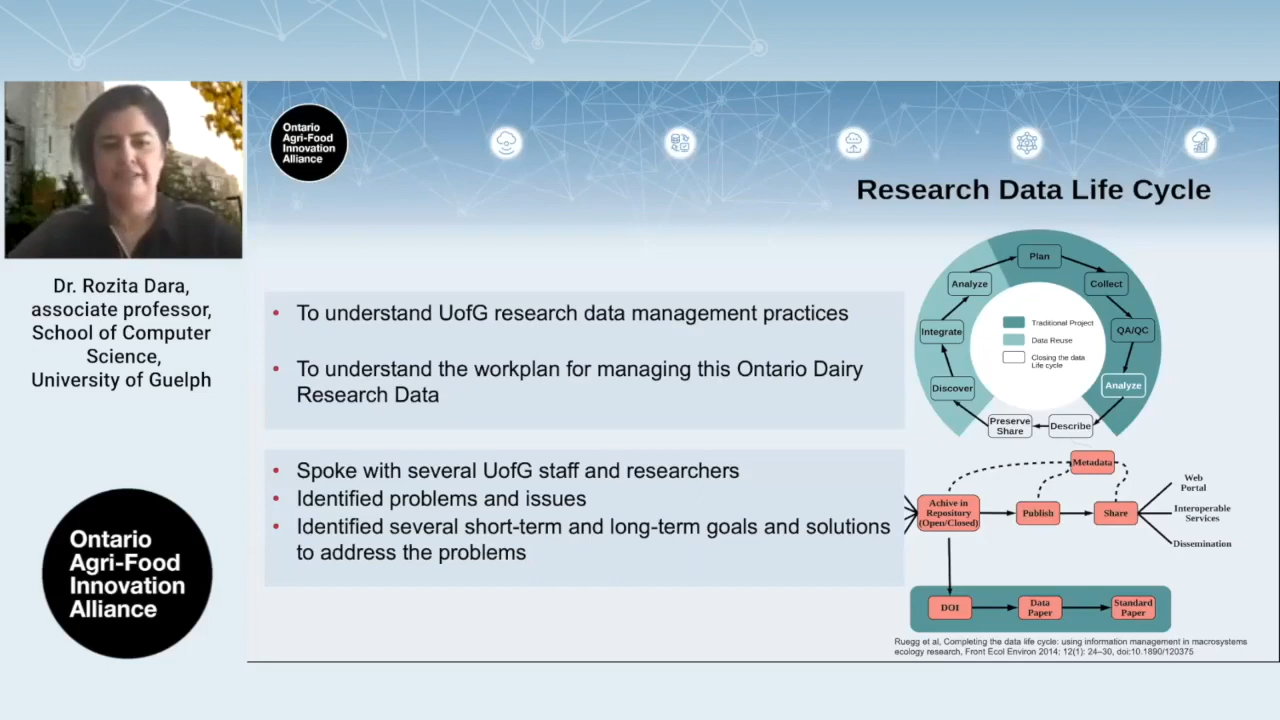 Dr. Rozita Dara,
associate professor,
School of Computer
Science,
University of Guelph
Ontario
Agri-Food
Innovation
Alliance
Ontario
Agri-Food
Innovation
Alliance
Research Data Life Cycle
• To understand UofG research data management practices
• To understand the workplan for managing this Ontario Dairy
Research Data
• Spoke with several UofG staff and researchers
• Identified problems and issues
• Identified several short-term and long-term goals and solutions
to address the problems
Plan
Collect
QA/QC
Analyze
Describe
Preserve
Share
Discover
Integrate
Analyze
Traditional Project
Data Reuse
Closing the data
Life cycle
Metadata
Achive in
Repository
(Open/Closed)
Publish
Share
Web
Portal
Interoperable
Services
Dissemination
DOI
Data
Paper
Standard
Paper
Ruegg et al, Completing the data life cycle: using information management in macrosystems
ecology research, Front Ecol Environ 2014; 12(1): 24–30, doi:10.1890/120375